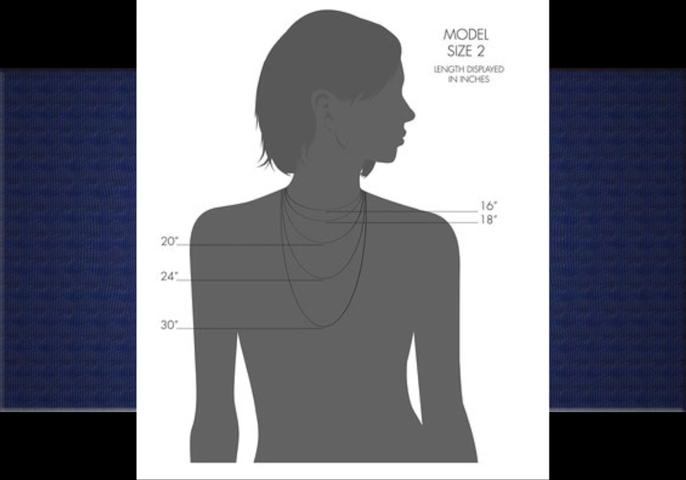 MODEL
SIZE 2
LENGTH DISPLAYED
IN INCHES
16"
18"
20"
24"
30"